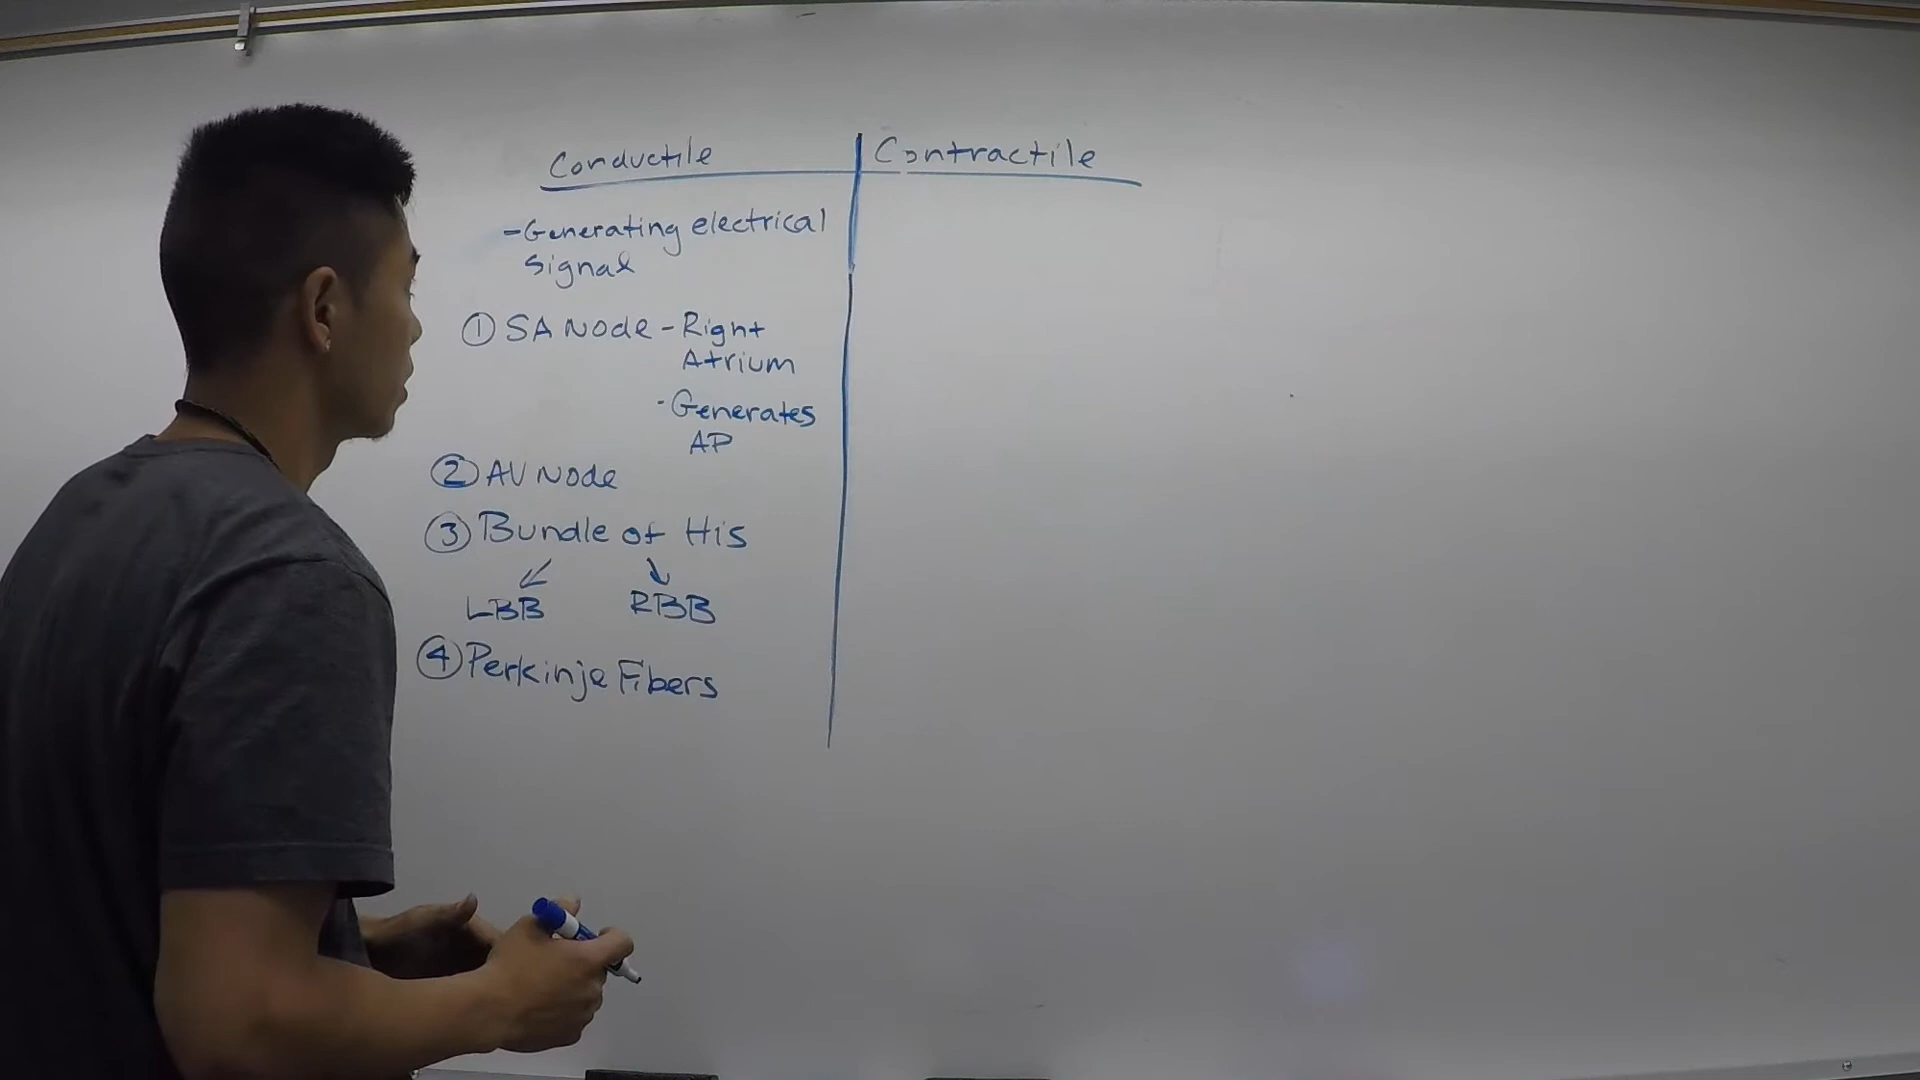 Conductile
Contractile
- Generating electrical
signal
① SA Node - Right
Atrium
- Generates
AP
② AV Node
③ Bundle of His
↙ ↘
LBB RBB
④ Perkinje Fibers